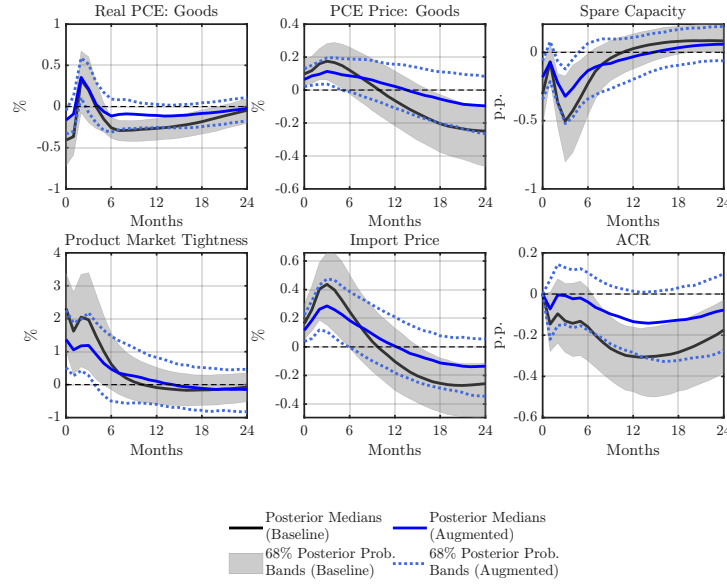 Real PCE: Goods
PCE Price: Goods
Spare Capacity
1
0.5
0
-0.5
-1
%
0 6 12 18 24
Months
0.4
0.2
0
-0.2
-0.4
-0.6
%
0 6 12 18 24
Months
0
-0.5
-1
p.p.
0 6 12 18 24
Months
Product Market Tightness
Import Price
ACR
4
3
2
1
0
-1
%
0 6 12 18 24
Months
0.6
0.4
0.2
0
-0.2
-0.4
%
0 6 12 18 24
Months
0.2
0
-0.2
-0.4
-0.6
p.p.
0 6 12 18 24
Months
Posterior Medians
(Baseline)
Posterior Medians
(Augmented)
68% Posterior Prob.
Bands (Baseline)
68% Posterior Prob.
Bands (Augmented)